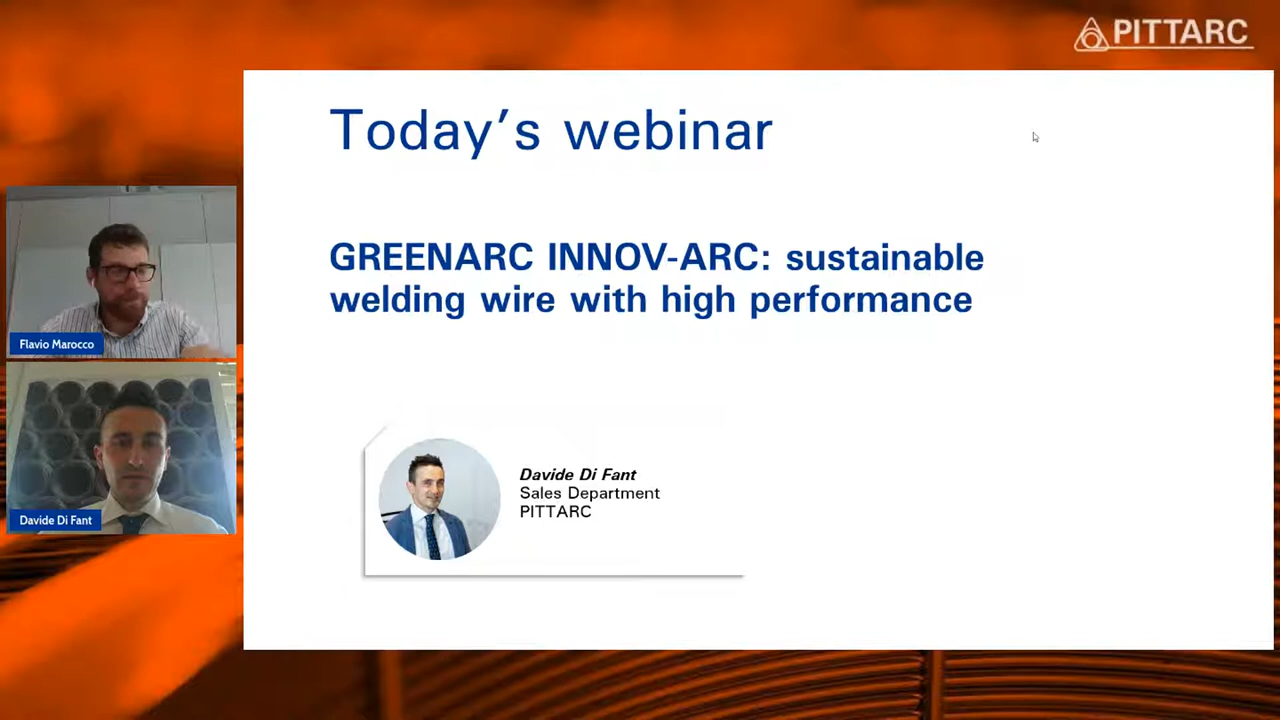 PITTARC
Today's webinar
GREENARC INNOV-ARC: sustainable
welding wire with high performance
Flavio Marocco
Davide Di Fant
Sales Department
PITTARC
Davide Di Fant